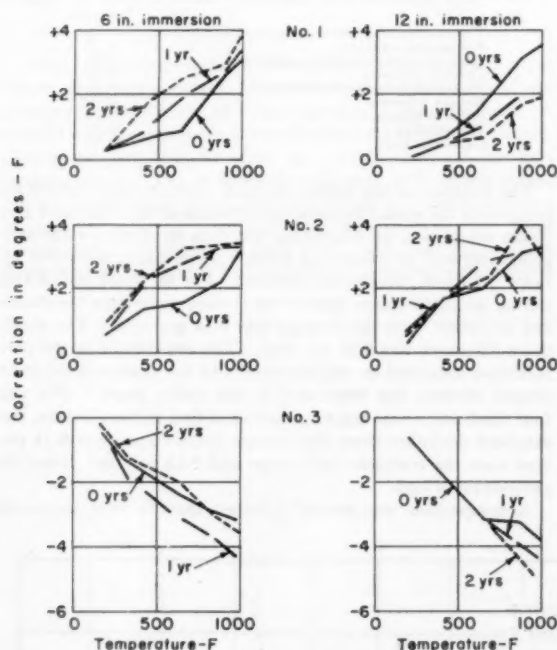 6 in. immersion No. 1 12 in. immersion
+4 +4
1 yr 0 yrs
+2 +2
2 yrs 1 yr
0 yrs 2 yrs
0 0
0 500 1000 0 500 1000
No. 2
+4 +4
2 yrs 1 yr 2 yrs
+2 +2
0 yrs 1 yr 0 yrs
0 0
0 500 1000 0 500 1000
No. 3
0 0
2 yrs
-2 -2
0 yrs 0 yrs 1 yr
-4 -4
1 yr 2 yrs
-6 -6
0 500 1000 0 500 1000
Temperature-F Temperature-F
Correction in degrees - F